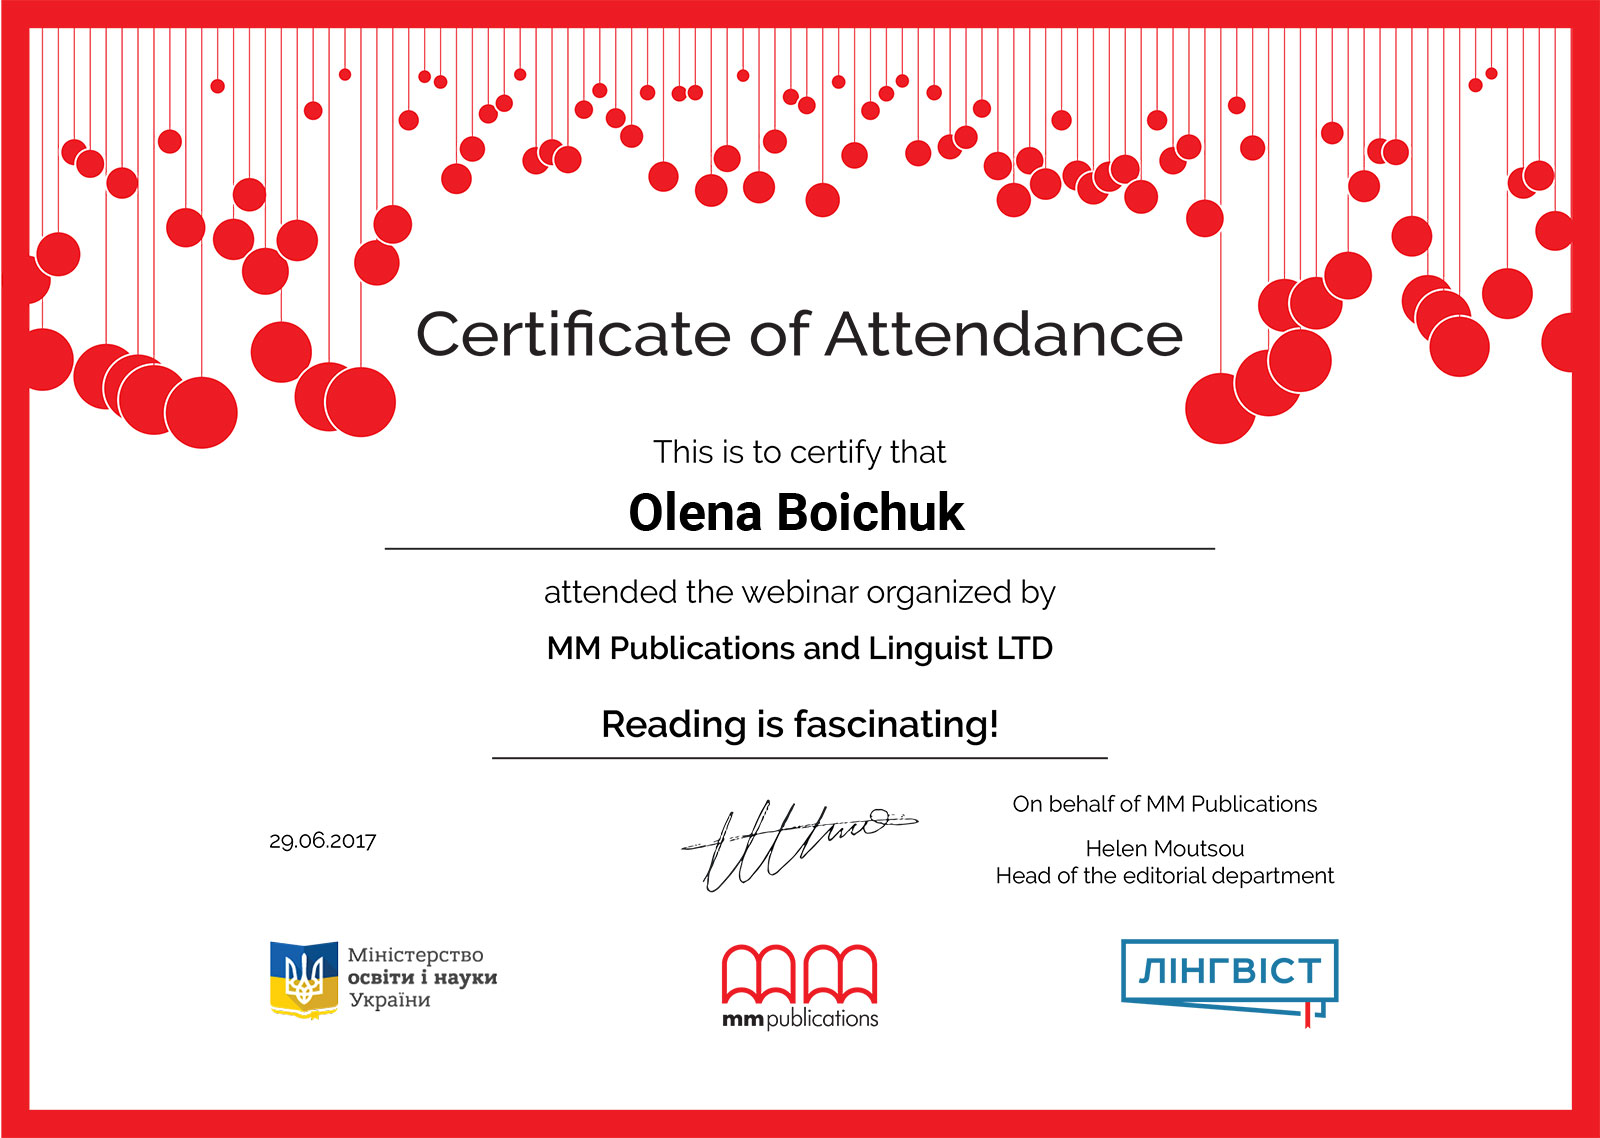 Certificate of Attendance
This is to certify that
Olena Boichuk
attended the webinar organized by
MM Publications and Linguist LTD
Reading is fascinating!
29.06.2017
On behalf of MM Publications
Helen Moutsou
Head of the editorial department
Міністерство
освіти і науки
України
mmpublications
ЛІНГВІСТ